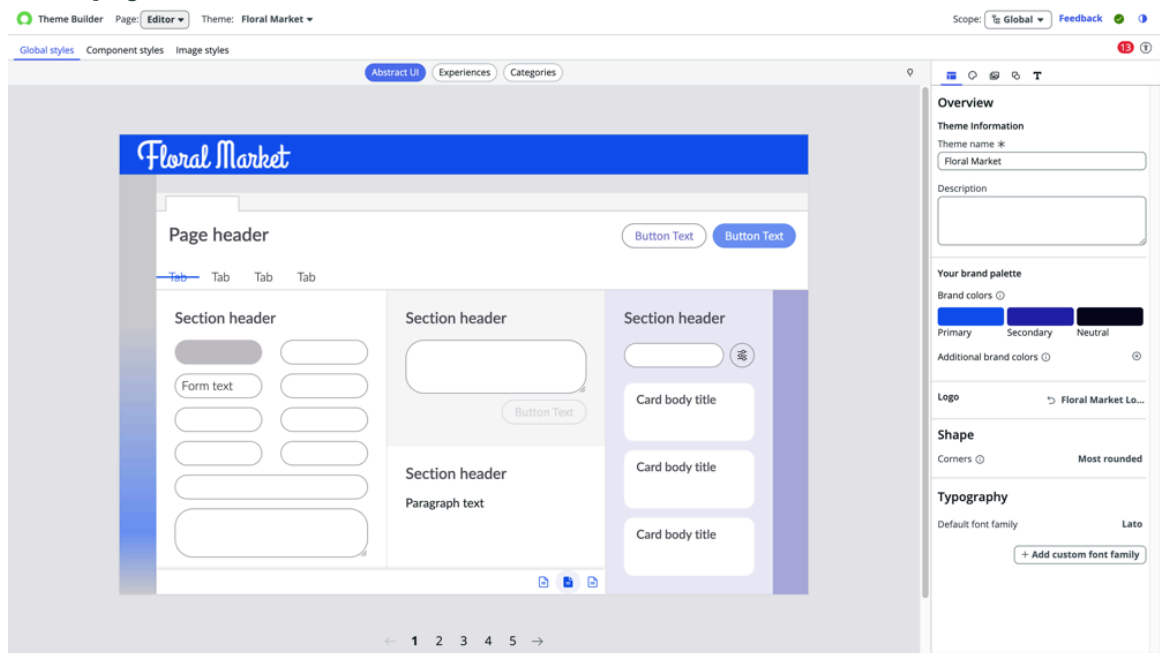 Theme Builder Page: Editor Theme: Floral Market Scope: Global Feedback
Global styles Component styles Image styles 13
Abstract UI Experiences Categories
Floral Market
Page header
Button Text Button Text
Tab Tab Tab Tab
Section header
Form text
Section header
Button Text
Section header
Paragraph text
Section header
Card body title
Card body title
Card body title
← 1 2 3 4 5 →
Overview
Theme Information
Theme name *
Floral Market
Description
Your brand palette
Brand colors
Primary Secondary Neutral
Additional brand colors
Logo Floral Market Lo...
Shape
Corners Most rounded
Typography
Default font family Lato
+ Add custom font family